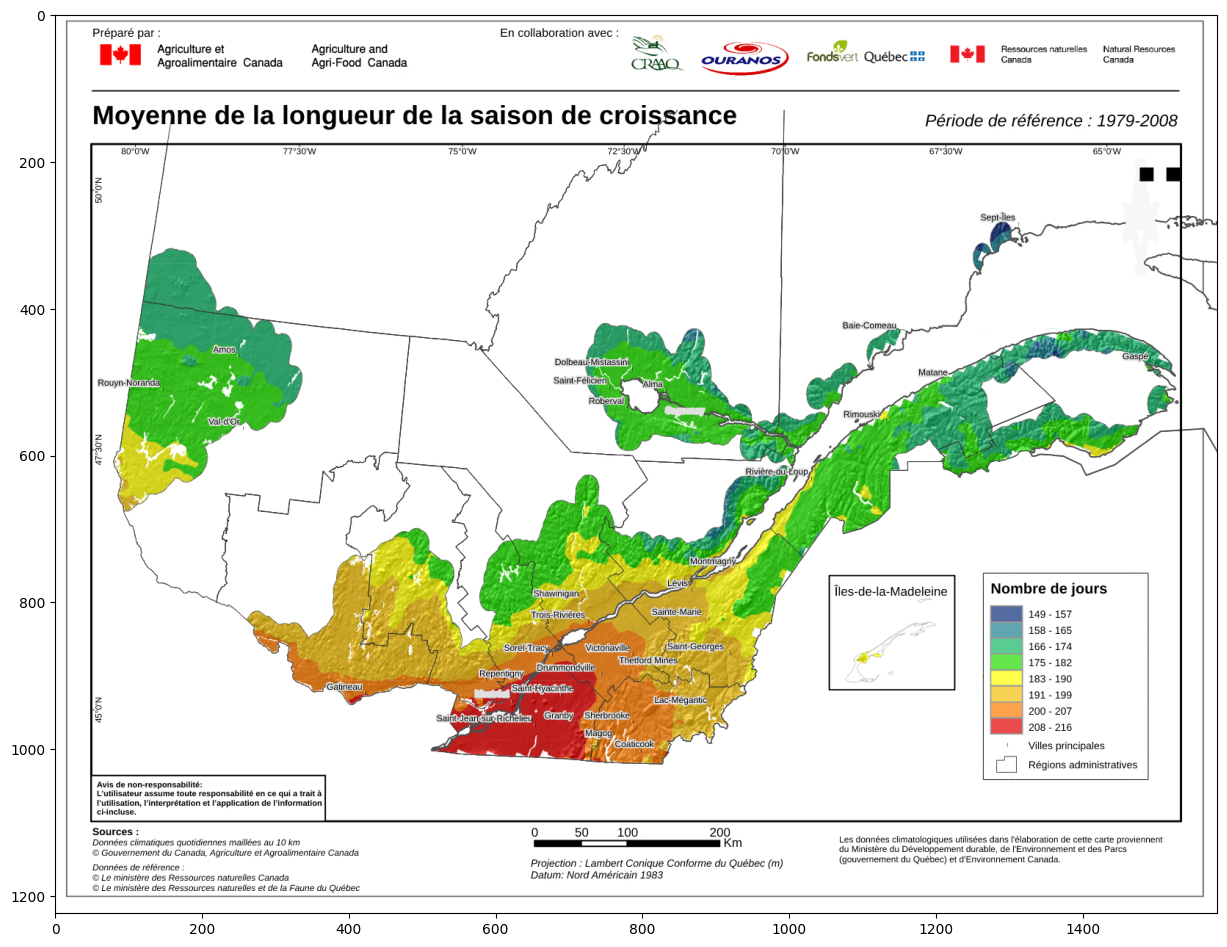 Préparé par :
En collaboration avec :
Agriculture et
Agroalimentaire Canada
Agriculture and
Agri-Food Canada
CRAAQ
OURANOS
Fondsvert Québec
Ressources naturelles
Canada
Natural Resources
Canada
Moyenne de la longueur de la saison de croissance
Période de référence : 1979-2008
80°0'W
77°30'W
75°0'W
72°30'W
70°0'W
67°30'W
65°0'W
50°0'N
47°30'N
45°0'N
Sept-Îles
Baie-Comeau
Amos
Rouyn-Noranda
Val-d'Or
Dolbeau-Mistassini
Saint-Félicien
Alma
Roberval
Matane
Gaspé
Rimouski
Rivière-du-Loup
Montmagny
Lévis
Shawinigan
Trois-Rivières
Sainte-Marie
Sorel-Tracy
Victoriaville
Saint-Georges
Thetford Mines
Drummondville
Repentigny
Gatineau
Saint-Hyacinthe
Lac-Mégantic
Saint-Jean-sur-Richelieu
Granby
Sherbrooke
Magog
Coaticook
Îles-de-la-Madeleine
Nombre de jours
149 - 157
158 - 165
166 - 174
175 - 182
183 - 190
191 - 199
200 - 207
208 - 216
Villes principales
Régions administratives
Avis de non-responsabilité:
L'utilisateur assume toute responsabilité en ce qui a trait à
l'utilisation, l'interprétation et l'application de l'information
ci-incluse.
Sources :
Données climatiques quotidiennes maillées au 10 km
© Gouvernement du Canada, Agriculture et Agroalimentaire Canada
Données de référence :
© Le ministère des Ressources naturelles Canada
© Le ministère des Ressources naturelles et de la Faune du Québec
0 50 100 200
Km
Projection : Lambert Conique Conforme du Québec (m)
Datum: Nord Américain 1983
Les données climatologiques utilisées dans l'élaboration de cette carte proviennent
du Ministère du Développement durable, de l'Environnement et des Parcs
(gouvernement du Québec) et d'Environnement Canada.
0
200
400
600
800
1000
1200
0 200 400 600 800 1000 1200 1400